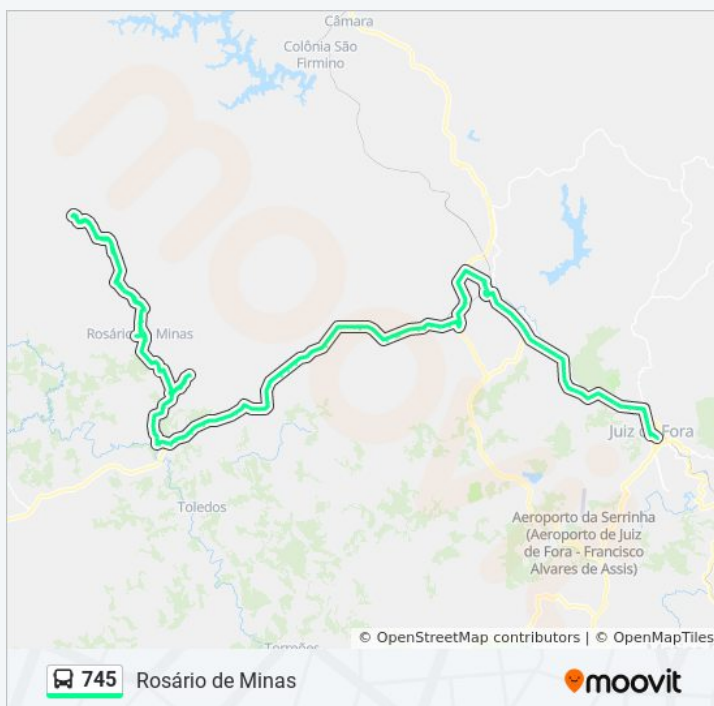 Câmara
Colônia São
Firmino
Rosário de Minas
Juiz de Fora
Toledos
Aeroporto da Serrinha
(Aeroporto de Juiz
de Fora - Francisco
Alvares de Assis)
Torreões
© OpenStreetMap contributors | © OpenMapTiles
745 Rosário de Minas
moovit